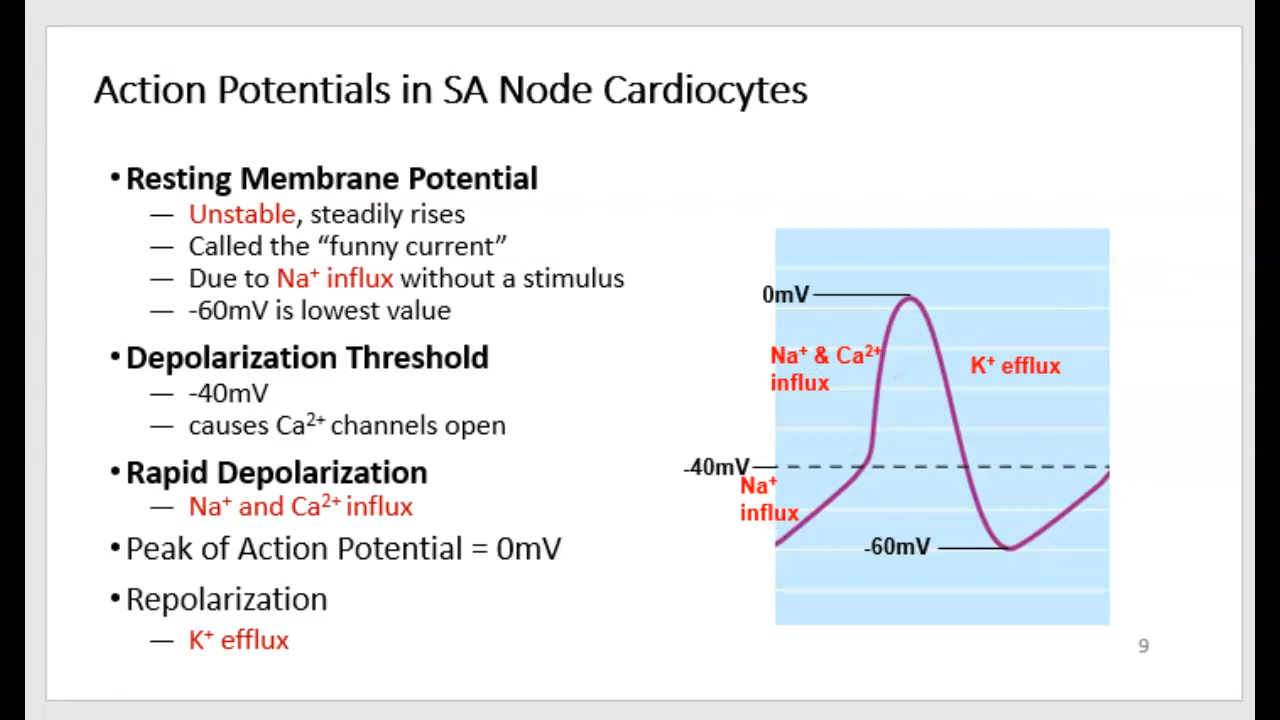 Action Potentials in SA Node Cardiocytes
•Resting Membrane Potential
— Unstable, steadily rises
— Called the “funny current”
— Due to Na⁺ influx without a stimulus
— -60mV is lowest value
•Depolarization Threshold
— -40mV
— causes Ca²⁺ channels open
•Rapid Depolarization
— Na⁺ and Ca²⁺ influx
•Peak of Action Potential = 0mV
•Repolarization
— K⁺ efflux
0mV
Na⁺ & Ca²⁺
influx
K⁺ efflux
-40mV
Na⁺
influx
-60mV
9